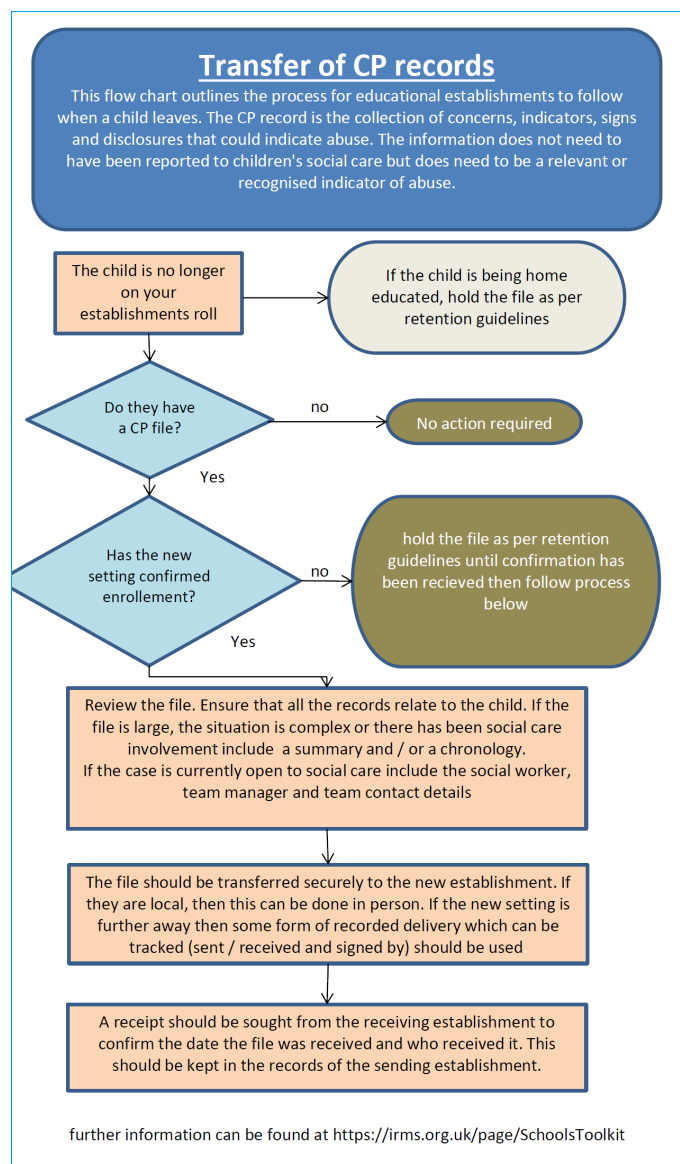 Transfer of CP records
This flow chart outlines the process for educational establishments to follow
when a child leaves. The CP record is the collection of concerns, indicators, signs
and disclosures that could indicate abuse. The information does not need to
have been reported to children's social care but does need to be a relevant or
recognised indicator of abuse.
The child is no longer
on your
establishments roll
If the child is being home
educated, hold the file as per
retention guidelines
Do they have
a CP file?
no
No action required
Yes
Has the new
setting confirmed
enrollement?
no
hold the file as per retention
guidelines until confirmation has
been recieved then follow process
below
Yes
Review the file. Ensure that all the records relate to the child. If the
file is large, the situation is complex or there has been social care
involvement include  a summary and / or a chronology.
If the case is currently open to social care include the social worker,
team manager and team contact details
The file should be transferred securely to the new establishment. If
they are local, then this can be done in person. If the new setting is
further away then some form of recorded delivery which can be
tracked (sent / received and signed by) should be used
A receipt should be sought from the receiving establishment to
confirm the date the file was received and who received it. This
should be kept in the records of the sending establishment.
further information can be found at https://irms.org.uk/page/SchoolsToolkit